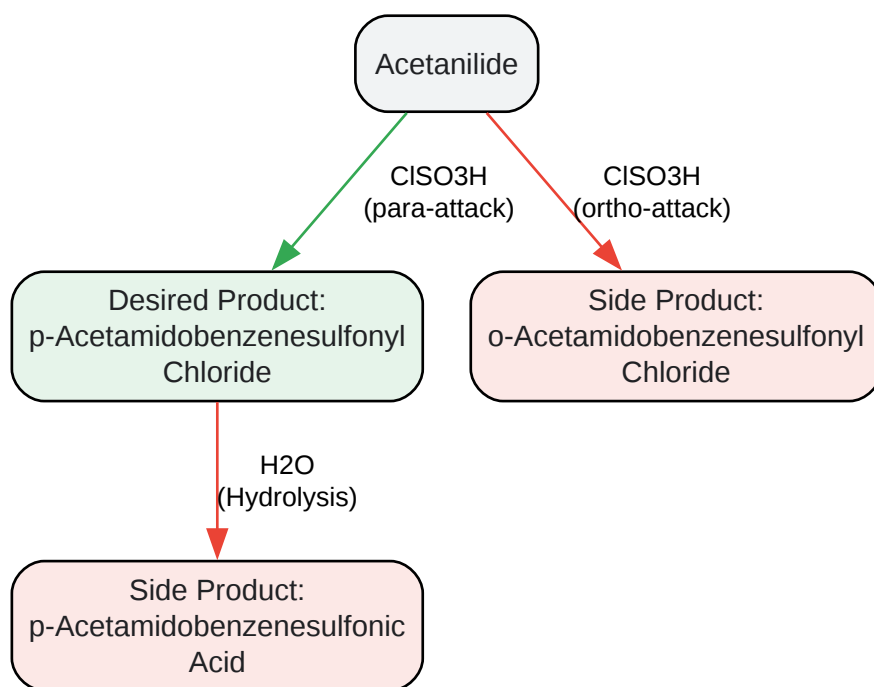 Acetanilide
ClSO3H
(para-attack)
ClSO3H
(ortho-attack)
Desired Product:
p-Acetamidobenzenesulfonyl
Chloride
Side Product:
o-Acetamidobenzenesulfonyl
Chloride
H2O
(Hydrolysis)
Side Product:
p-Acetamidobenzenesulfonic
Acid